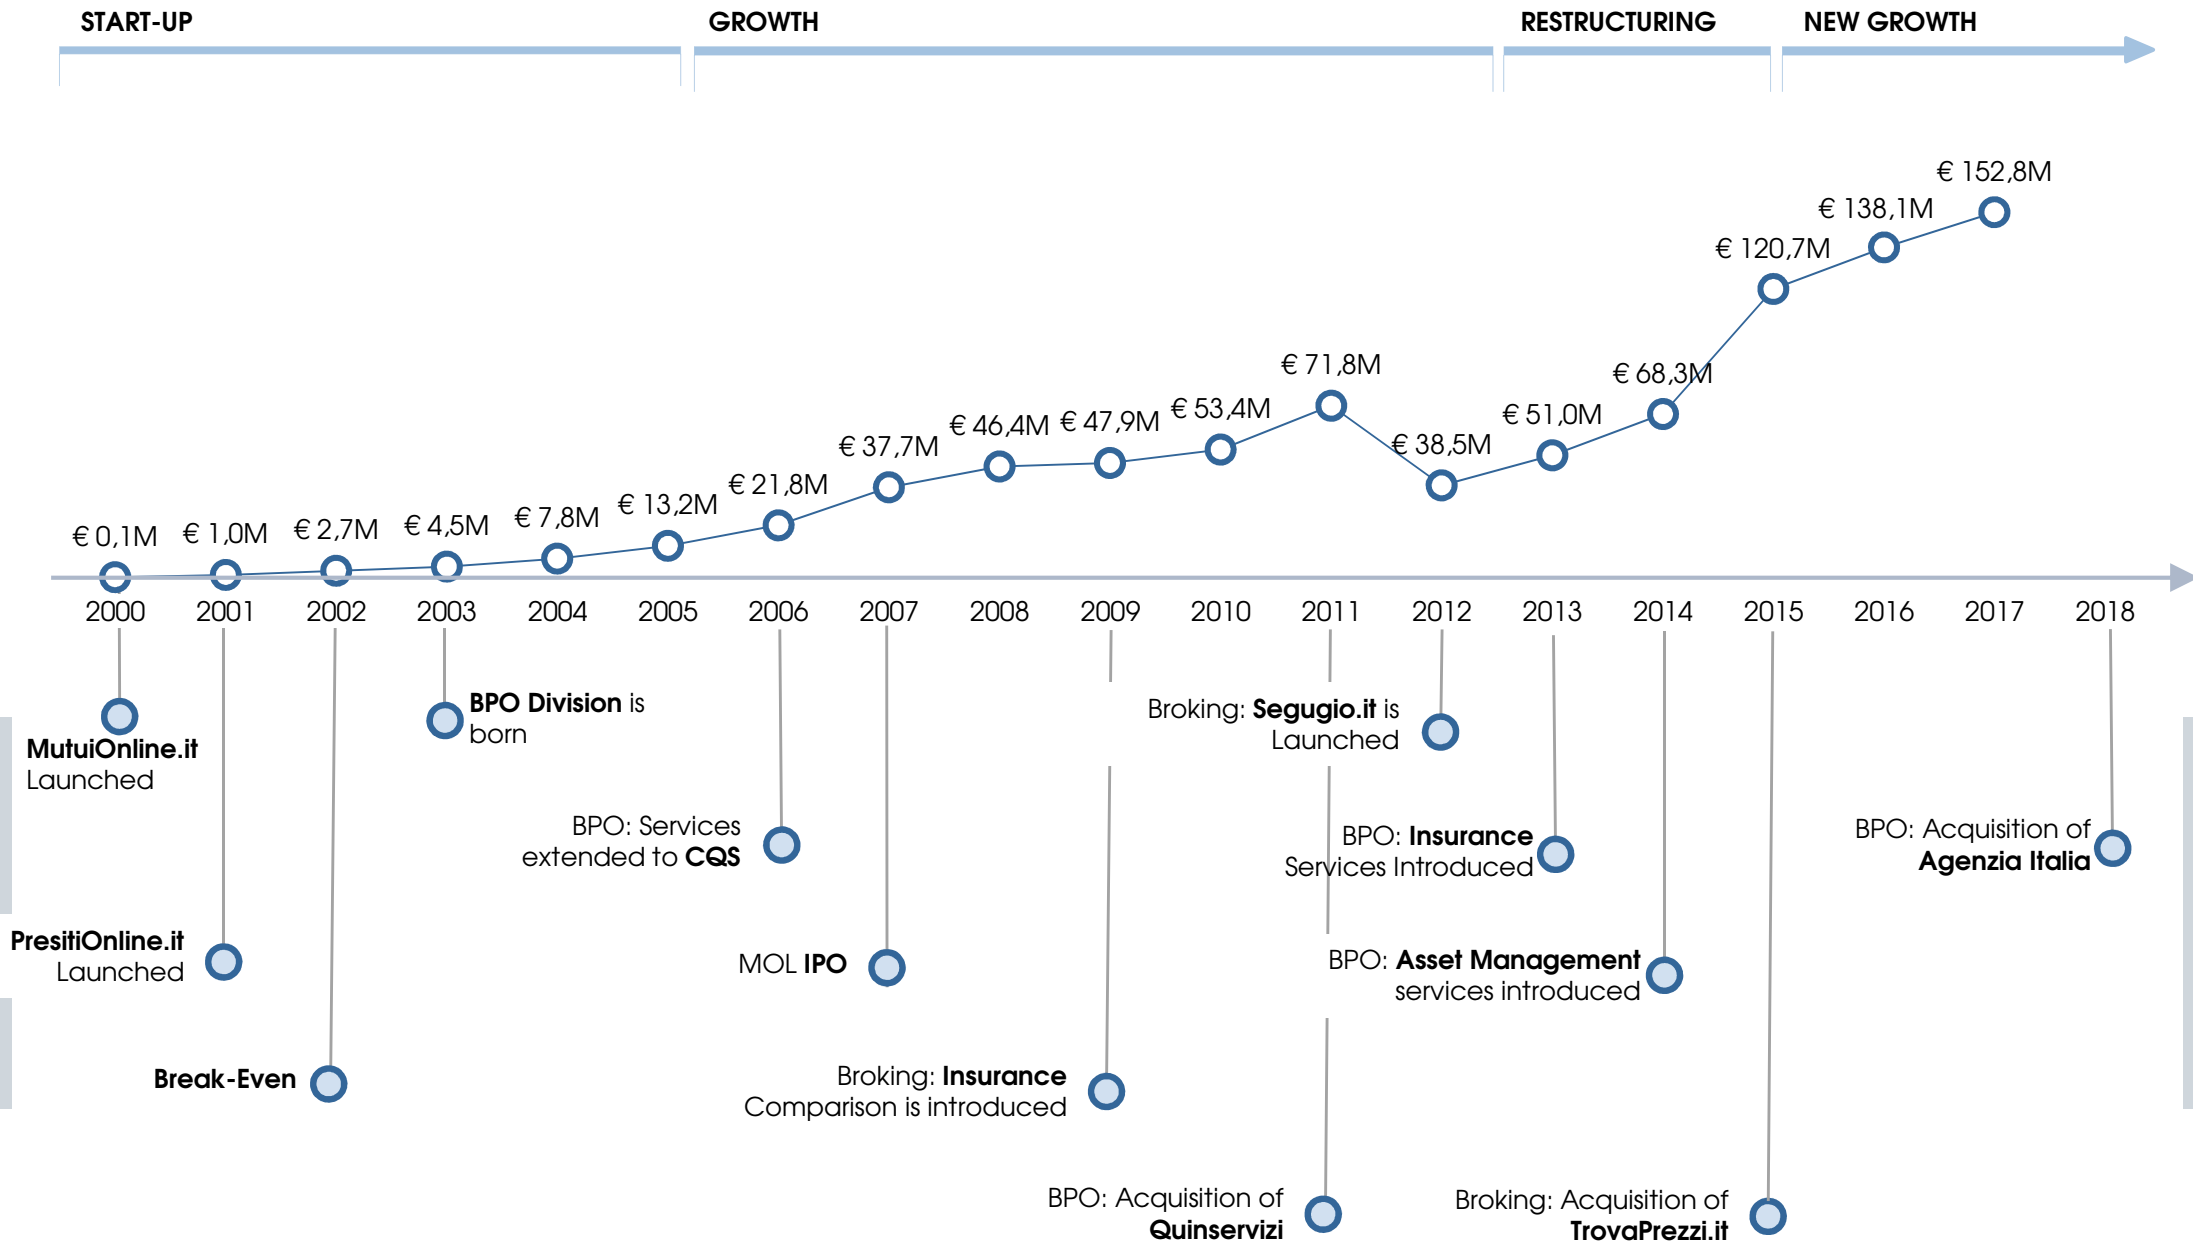 START-UP
GROWTH
RESTRUCTURING
NEW GROWTH
€ 0,1M
€ 1,0M
€ 2,7M
€ 4,5M
€ 7,8M
€ 13,2M
€ 21,8M
€ 37,7M
€ 46,4M
€ 47,9M
€ 53,4M
€ 71,8M
€ 38,5M
€ 51,0M
€ 68,3M
€ 120,7M
€ 138,1M
€ 152,8M
2000
2001
2002
2003
2004
2005
2006
2007
2008
2009
2010
2011
2012
2013
2014
2015
2016
2017
2018
MutuiOnline.it
Launched
PresitiOnline.it
Launched
Break-Even
BPO Division is
born
BPO: Services
extended to CQS
MOL IPO
Broking: Insurance
Comparison is introduced
BPO: Acquisition of
Quinservizi
Broking: Segugio.it is
Launched
BPO: Insurance
Services Introduced
BPO: Asset Management
services introduced
Broking: Acquisition of
TrovaPrezzi.it
BPO: Acquisition of
Agenzia Italia